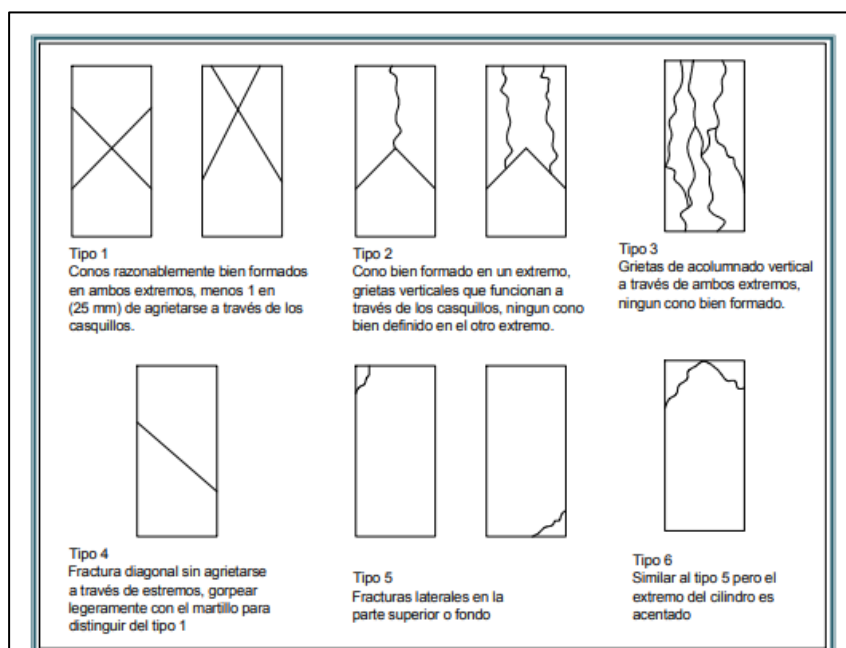 Tipo 1
Conos razonablemente bien formados
en ambos extremos, menos 1 en
(25 mm) de agrietarse a través de los
casquillos.
Tipo 2
Cono bien formado en un extremo,
grietas verticales que funcionan a
través de los casquillos, ningun cono
bien definido en el otro extremo.
Tipo 3
Grietas de acolumnado vertical
a través de ambos extremos,
ningun cono bien formado.
Tipo 4
Fractura diagonal sin agrietarse
a través de estremos, gorpear
legeramente con el martillo para
distinguir del tipo 1
Tipo 5
Fracturas laterales en la
parte superior o fondo
Tipo 6
Similar al tipo 5 pero el
extremo del cilindro es
acentado